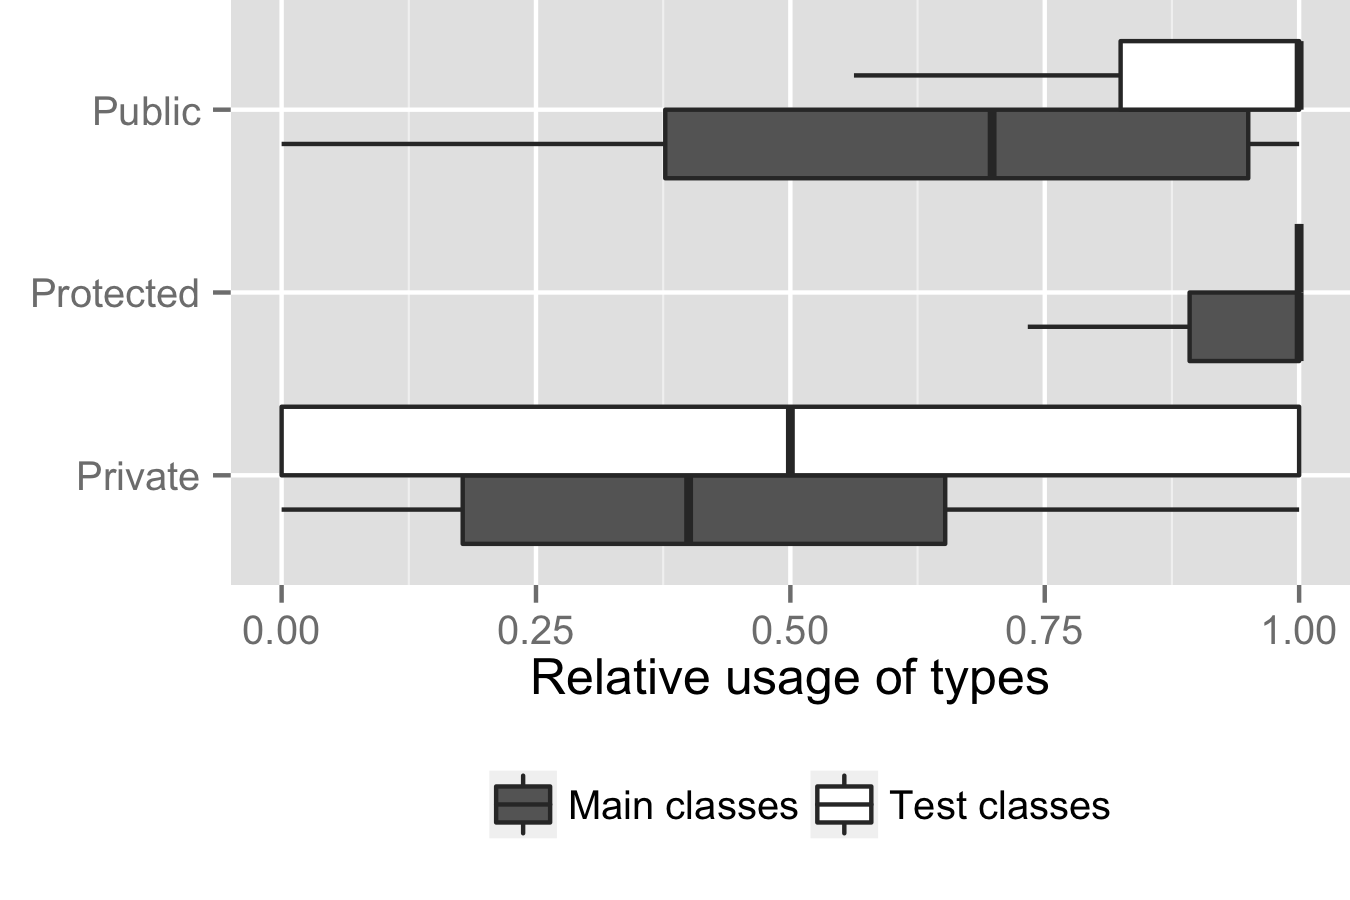 Public
Protected
Private
0.00 0.25 0.50 0.75 1.00
Relative usage of types
Main classes Test classes